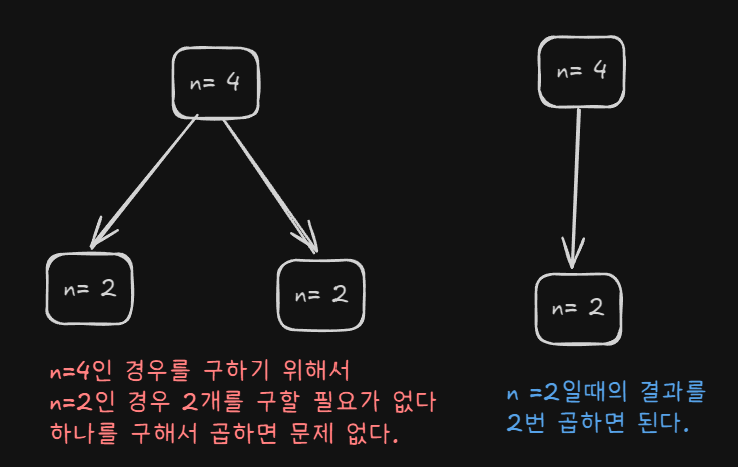 n= 4
n= 4
n= 2
n= 2
n= 2
n=4인 경우를 구하기 위해서
n=2인 경우 2개를 구할 필요가 없다
하나를 구해서 곱하면 문제 없다.
n =2일때의 결과를
2번 곱하면 된다.